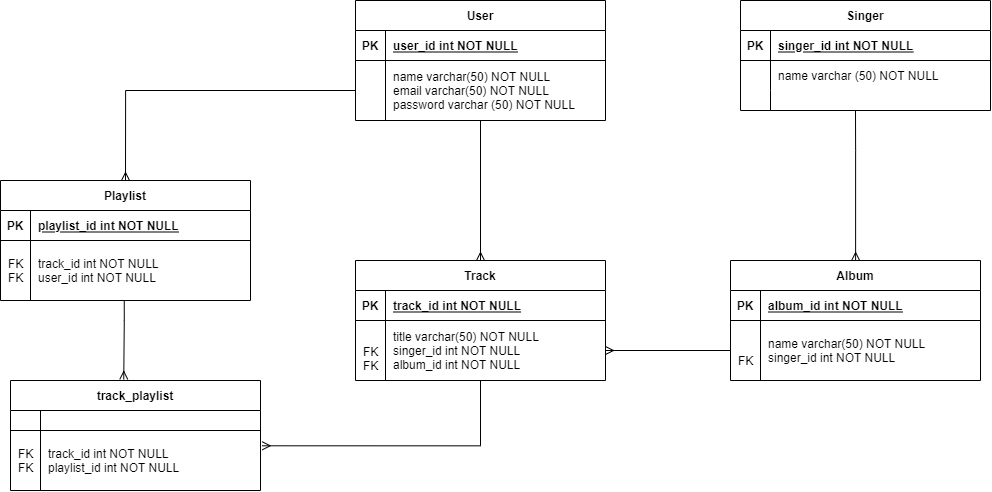 User
PK user_id int NOT NULL
name varchar(50) NOT NULL
email varchar(50) NOT NULL
password varchar (50) NOT NULL
Singer
PK singer_id int NOT NULL
name varchar (50) NOT NULL
Playlist
PK playlist_id int NOT NULL
FK track_id int NOT NULL
FK user_id int NOT NULL
Track
PK track_id int NOT NULL
title varchar(50) NOT NULL
FK singer_id int NOT NULL
FK album_id int NOT NULL
Album
PK album_id int NOT NULL
name varchar(50) NOT NULL
FK singer_id int NOT NULL
track_playlist
FK track_id int NOT NULL
FK playlist_id int NOT NULL